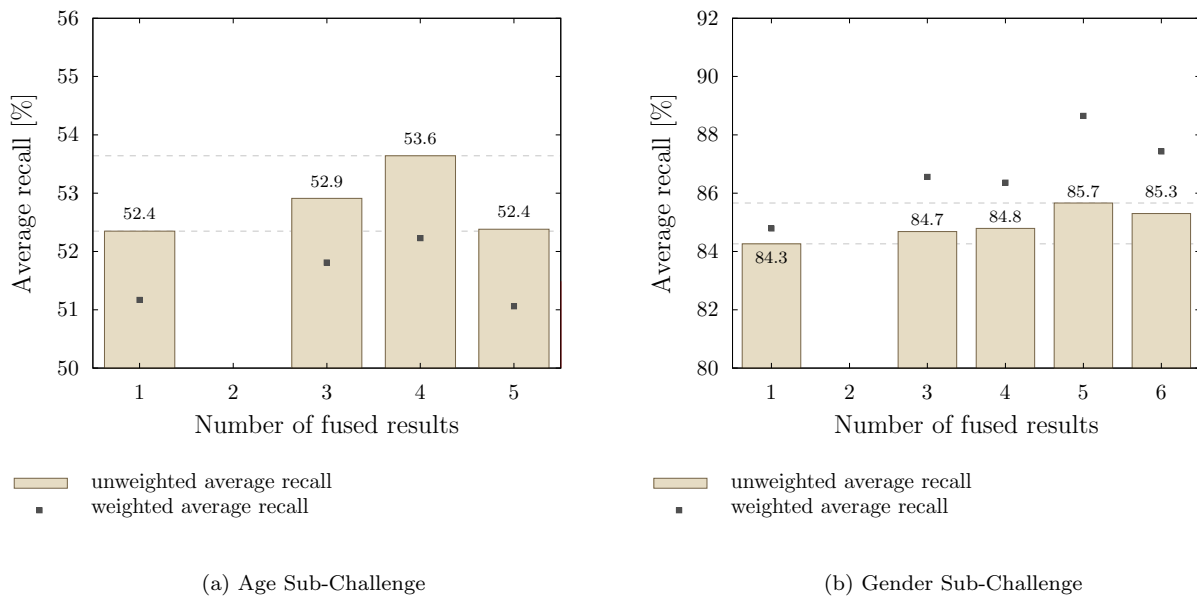 57
56
55
54
53
52
51
50
Average recall [%]
52.4
52.9
53.6
52.4
1 2 3 4 5
Number of fused results
unweighted average recall
weighted average recall
(a) Age Sub-Challenge
92
90
88
86
84
82
80
Average recall [%]
84.3
84.7
84.8
85.7
85.3
1 2 3 4 5 6
Number of fused results
unweighted average recall
weighted average recall
(b) Gender Sub-Challenge